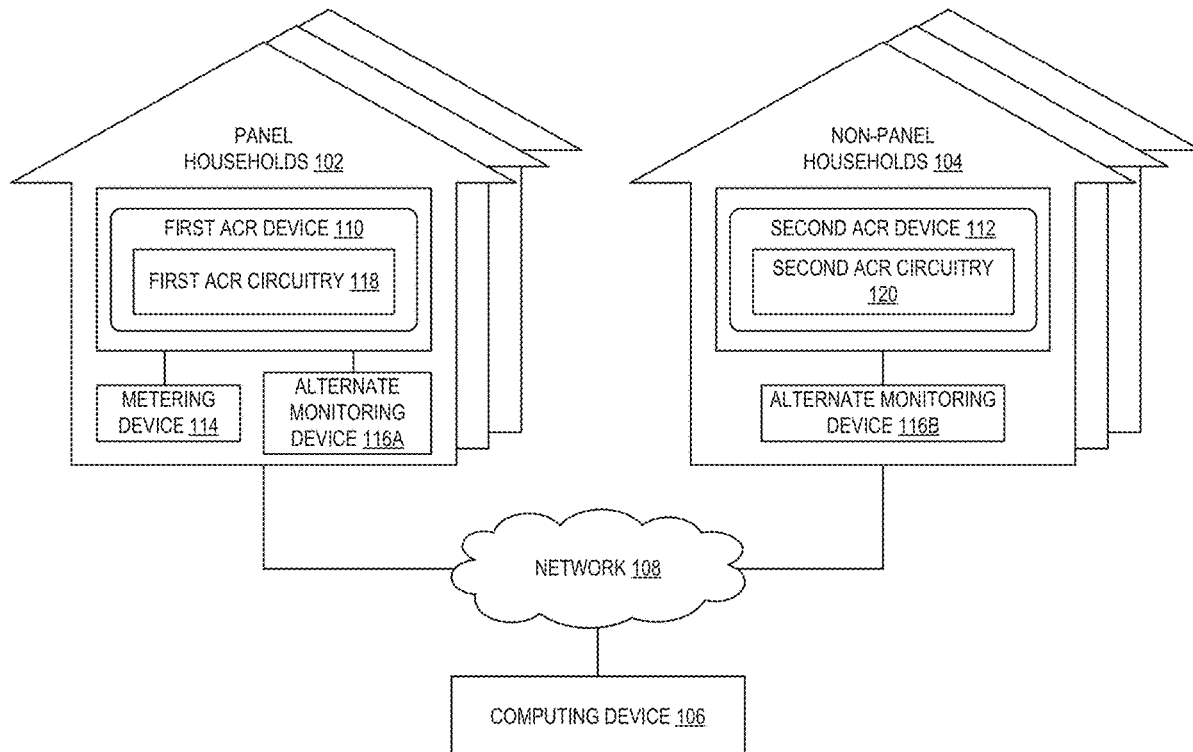 PANEL
HOUSEHOLDS 102
FIRST ACR DEVICE 110
FIRST ACR CIRCUITRY 118
METERING
DEVICE 114
ALTERNATE
MONITORING
DEVICE 116A
NON-PANEL
HOUSEHOLDS 104
SECOND ACR DEVICE 112
SECOND ACR CIRCUITRY
120
ALTERNATE MONITORING
DEVICE 116B
NETWORK 108
COMPUTING DEVICE 106